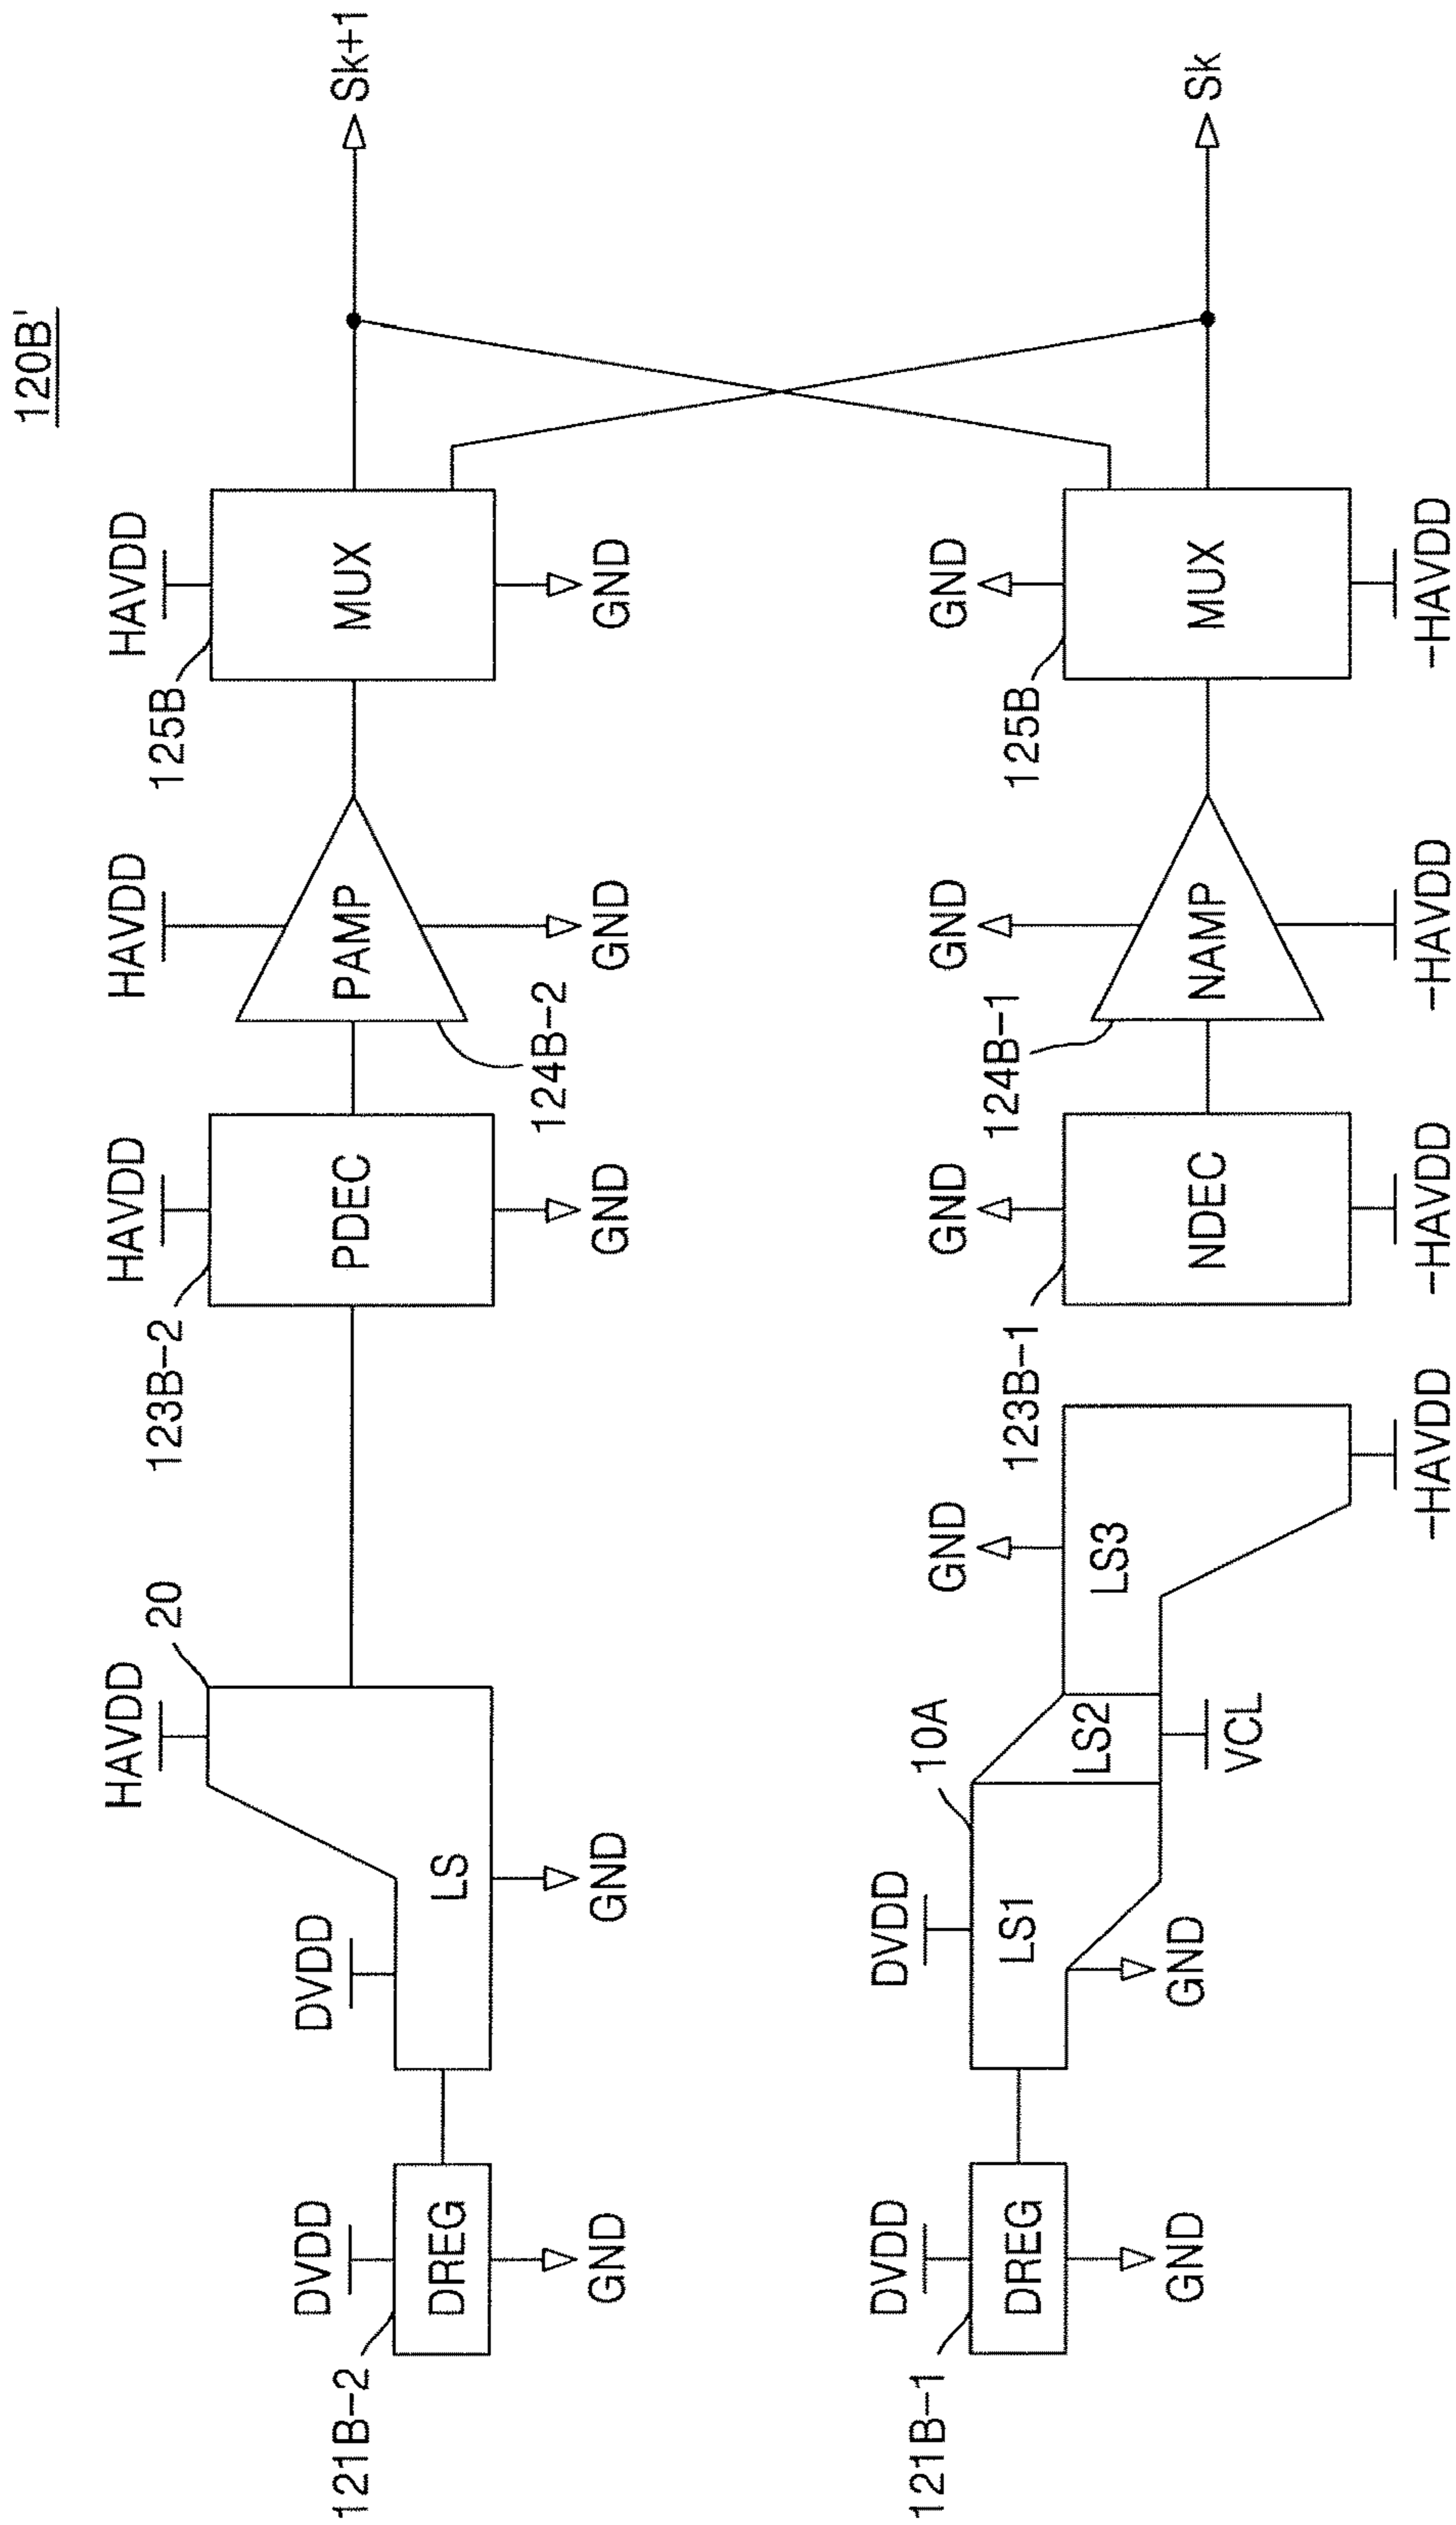 120B'
121B-2
DVDD
DREG
GND
DVDD
HAVDD
20
LS
GND
123B-2
HAVDD
PDEC
GND
HAVDD
PAMP
GND
124B-2
125B
HAVDD
MUX
GND
Sk+1
121B-1
DVDD
DREG
GND
DVDD
10A
LS1
GND
LS2
VCL
GND
LS3
-HAVDD
123B-1
GND
NDEC
-HAVDD
124B-1
GND
NAMP
-HAVDD
125B
GND
MUX
-HAVDD
Sk